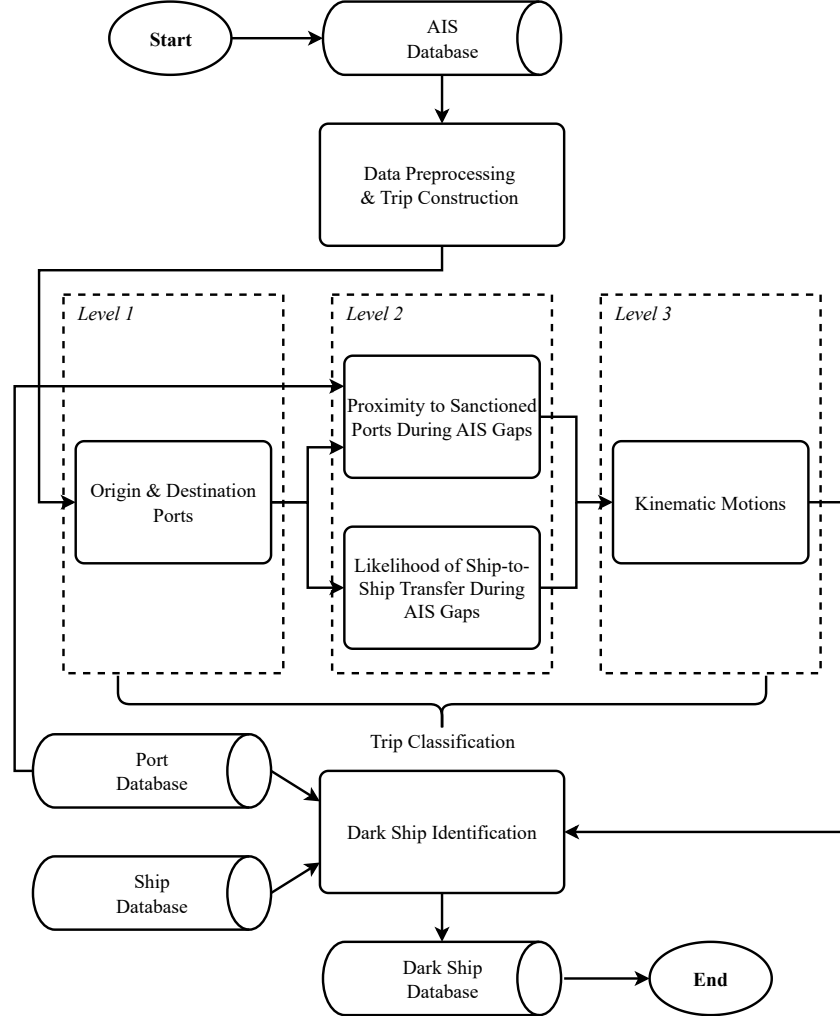 Start
AIS
Database
Data Preprocessing
& Trip Construction
Level 1
Level 2
Level 3
Proximity to Sanctioned
Ports During AIS Gaps
Origin & Destination
Ports
Kinematic Motions
Likelihood of Ship-to-
Ship Transfer During
AIS Gaps
Trip Classification
Port
Database
Dark Ship Identification
Ship
Database
Dark Ship
Database
End